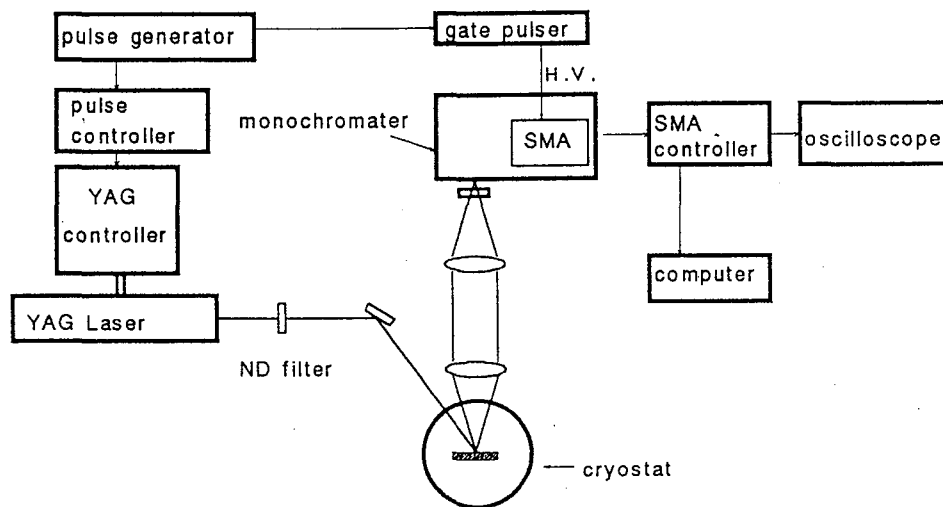 pulse generator
gate pulser
H.V.
pulse
controller
monochromater
SMA
SMA
controller
oscilloscope
YAG
controller
computer
YAG Laser
ND filter
cryostat